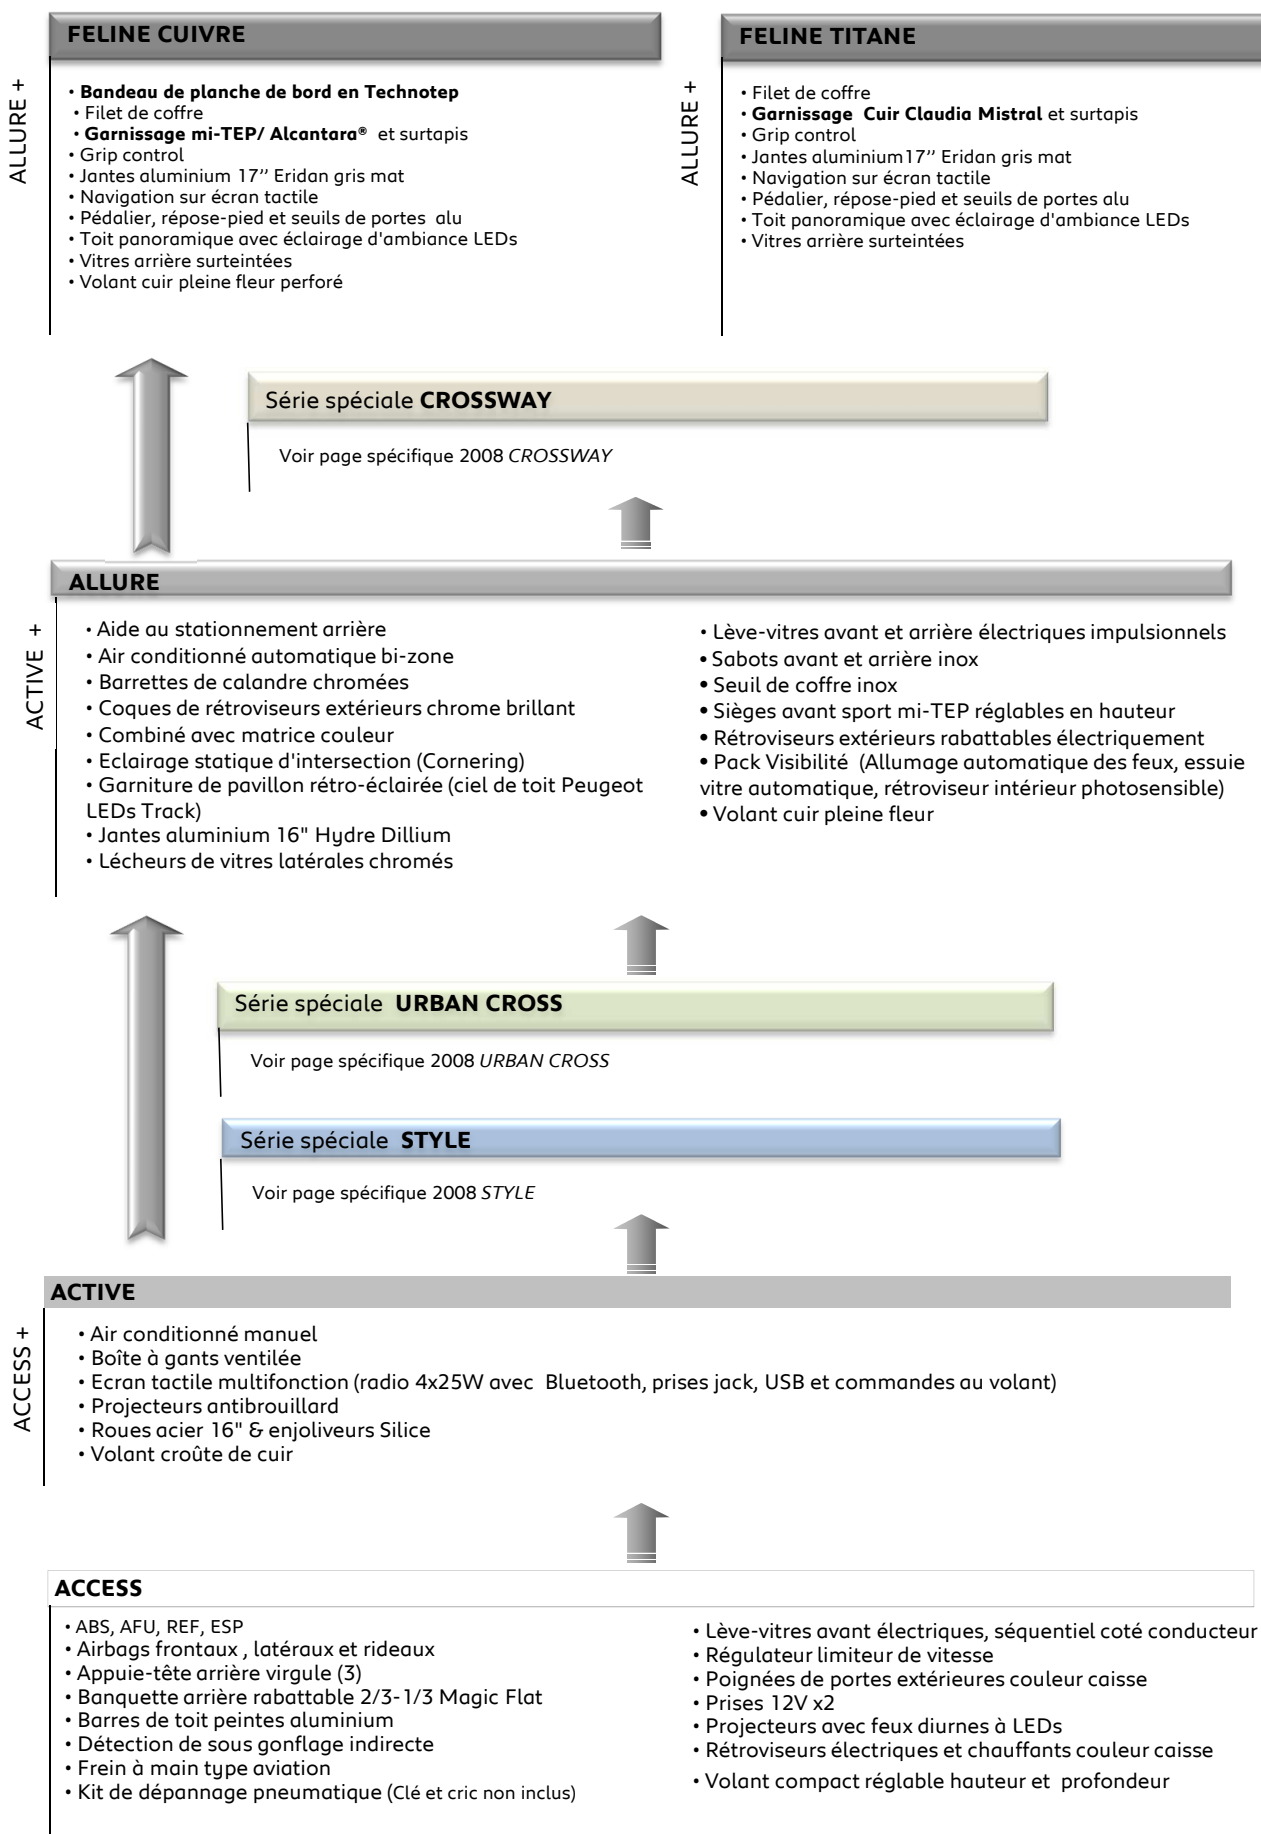 FELINE CUIVRE
ALLURE +
• Bandeau de planche de bord en Technotep
• Filet de coffre
• Garnissage mi-TEP/ Alcantara® et surtapis
• Grip control
• Jantes aluminium 17’’ Eridan gris mat
• Navigation sur écran tactile
• Pédalier, répose-pied et seuils de portes alu
• Toit panoramique avec éclairage d'ambiance LEDs
• Vitres arrière surteintées
• Volant cuir pleine fleur perforé
FELINE TITANE
ALLURE +
• Filet de coffre
• Garnissage Cuir Claudia Mistral et surtapis
• Grip control
• Jantes aluminium17’’ Eridan gris mat
• Navigation sur écran tactile
• Pédalier, répose-pied et seuils de portes alu
• Toit panoramique avec éclairage d'ambiance LEDs
• Vitres arrière surteintées
Série spéciale CROSSWAY
Voir page spécifique 2008 CROSSWAY
ALLURE
ACTIVE +
• Aide au stationnement arrière
• Air conditionné automatique bi-zone
• Barrettes de calandre chromées
• Coques de rétroviseurs extérieurs chrome brillant
• Combiné avec matrice couleur
• Eclairage statique d'intersection (Cornering)
• Garniture de pavillon rétro-éclairée (ciel de toit Peugeot
LEDs Track)
• Jantes aluminium 16" Hydre Dillium
• Lécheurs de vitres latérales chromés
• Lève-vitres avant et arrière électriques impulsionnels
• Sabots avant et arrière inox
• Seuil de coffre inox
• Sièges avant sport mi-TEP réglables en hauteur
• Rétroviseurs extérieurs rabattables électriquement
• Pack Visibilité (Allumage automatique des feux, essuie
vitre automatique, rétroviseur intérieur photosensible)
• Volant cuir pleine fleur
Série spéciale URBAN CROSS
Voir page spécifique 2008 URBAN CROSS
Série spéciale STYLE
Voir page spécifique 2008 STYLE
ACTIVE
ACCESS +
• Air conditionné manuel
• Boîte à gants ventilée
• Ecran tactile multifonction (radio 4x25W avec Bluetooth, prises jack, USB et commandes au volant)
• Projecteurs antibrouillard
• Roues acier 16" & enjoliveurs Silice
• Volant croûte de cuir
ACCESS
• ABS, AFU, REF, ESP
• Airbags frontaux , latéraux et rideaux
• Appuie-tête arrière virgule (3)
• Banquette arrière rabattable 2/3-1/3 Magic Flat
• Barres de toit peintes aluminium
• Détection de sous gonflage indirecte
• Frein à main type aviation
• Kit de dépannage pneumatique (Clé et cric non inclus)
• Lève-vitres avant électriques, séquentiel coté conducteur
• Régulateur limiteur de vitesse
• Poignées de portes extérieures couleur caisse
• Prises 12V x2
• Projecteurs avec feux diurnes à LEDs
• Rétroviseurs électriques et chauffants couleur caisse
• Volant compact réglable hauteur et profondeur